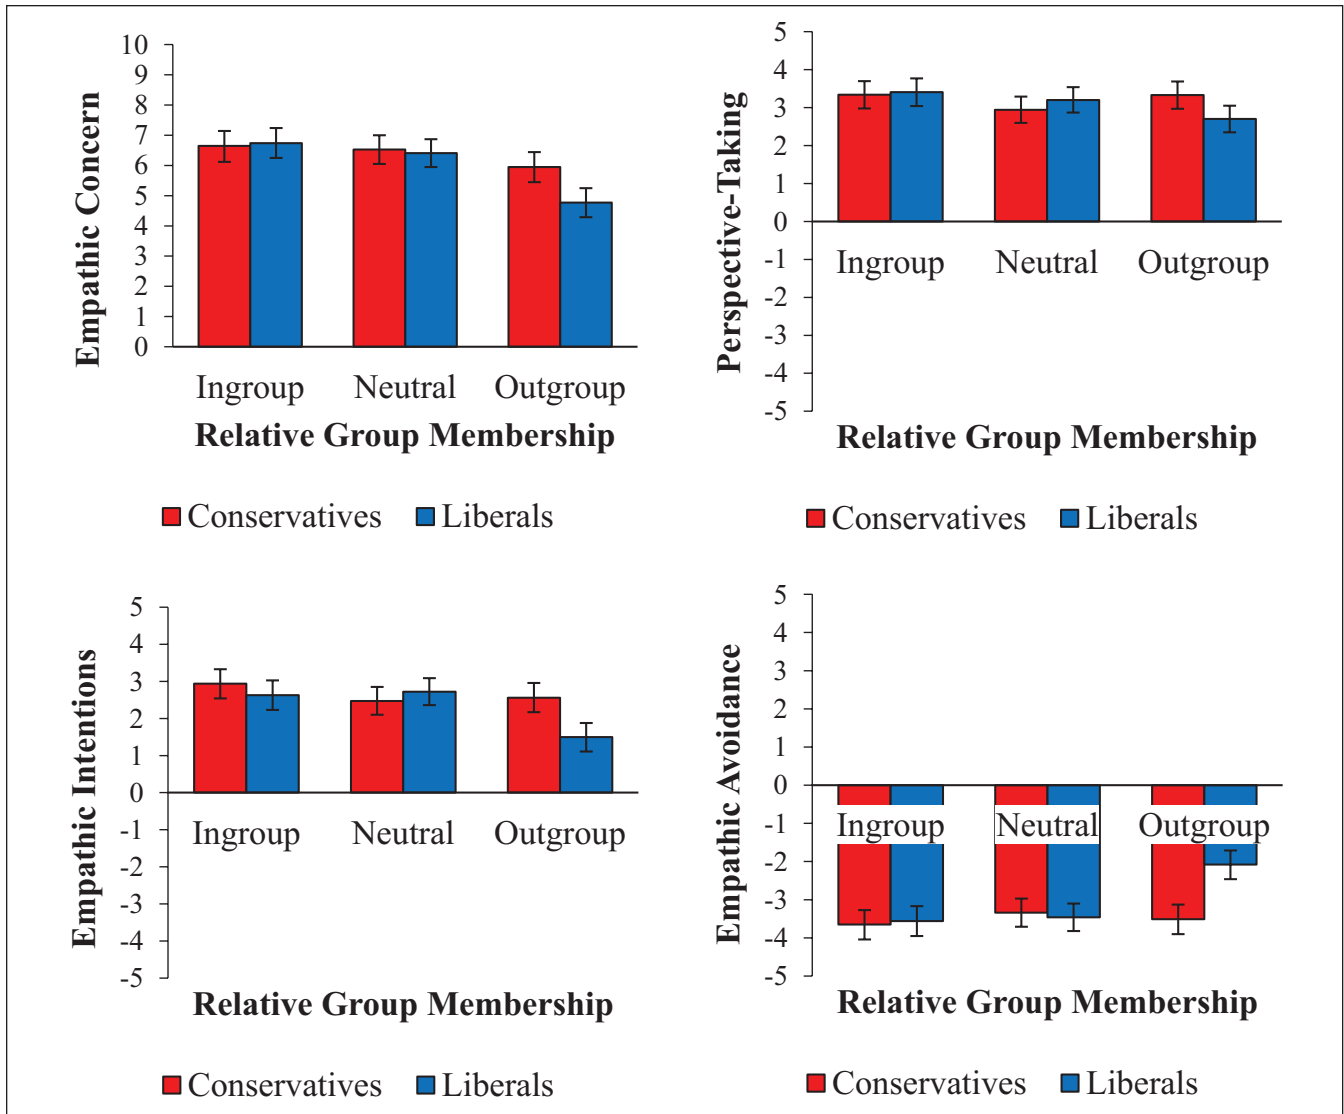 Empathic Concern
10
9
8
7
6
5
4
3
2
1
0
Ingroup Neutral Outgroup
Relative Group Membership
Conservatives Liberals
Perspective-Taking
5
4
3
2
1
0
-1
-2
-3
-4
-5
Ingroup Neutral Outgroup
Relative Group Membership
Conservatives Liberals
Empathic Intentions
5
4
3
2
1
0
-1
-2
-3
-4
-5
Ingroup Neutral Outgroup
Relative Group Membership
Conservatives Liberals
Empathic Avoidance
5
4
3
2
1
0
-1
-2
-3
-4
-5
Ingroup Neutral Outgroup
Relative Group Membership
Conservatives Liberals